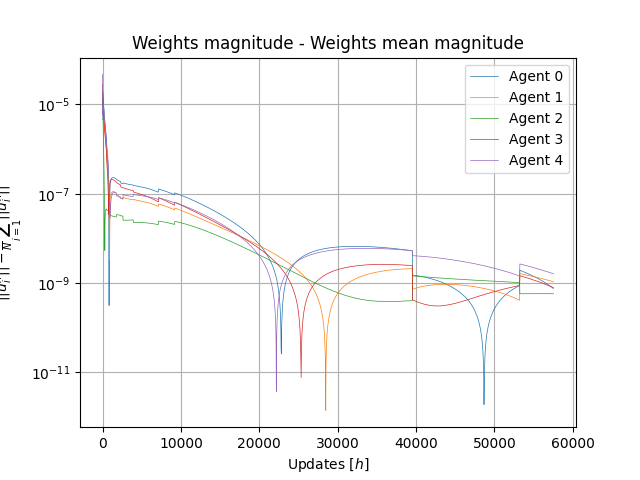 Weights magnitude - Weights mean magnitude
Agent 0
Agent 1
Agent 2
Agent 3
Agent 4
10⁻⁵
10⁻⁷
10⁻⁹
10⁻¹¹
0 10000 20000 30000 40000 50000 60000
Updates [h]